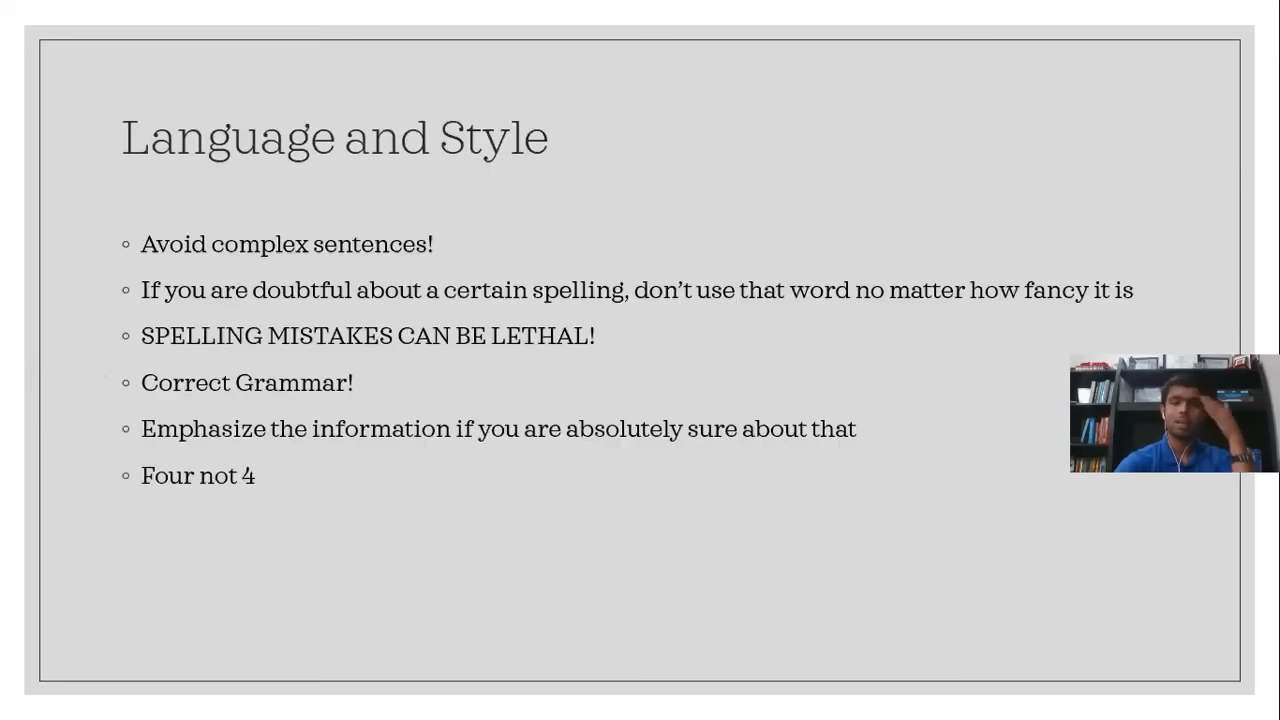 Language and Style
Avoid complex sentences!
If you are doubtful about a certain spelling, don’t use that word no matter how fancy it is
SPELLING MISTAKES CAN BE LETHAL!
Correct Grammar!
Emphasize the information if you are absolutely sure about that
Four not 4